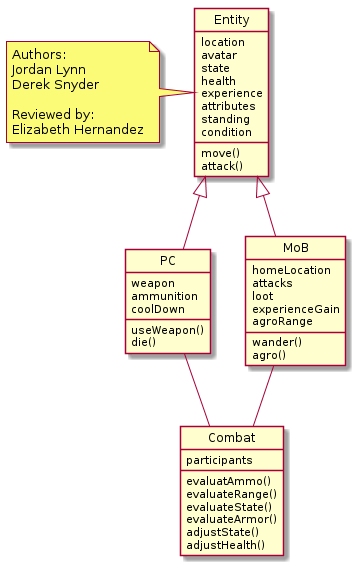 Entity
location
avatar
state
health
experience
attributes
standing
condition
move()
attack()
Authors:
Jordan Lynn
Derek Snyder
Reviewed by:
Elizabeth Hernandez
PC
weapon
ammunition
coolDown
useWeapon()
die()
MoB
homeLocation
attacks
loot
experienceGain
agroRange
wander()
agro()
Combat
participants
evaluatAmmo()
evaluateRange()
evaluateState()
evaluateArmor()
adjustState()
adjustHealth()